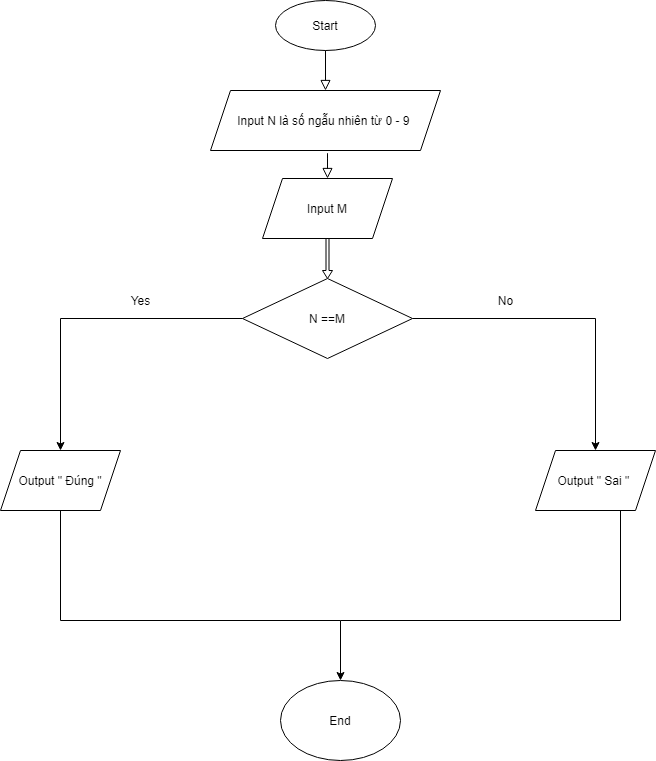 Start
Input N là số ngẫu nhiên từ 0 - 9
Input M
N ==M
Yes
No
Output " Đúng "
Output " Sai "
End